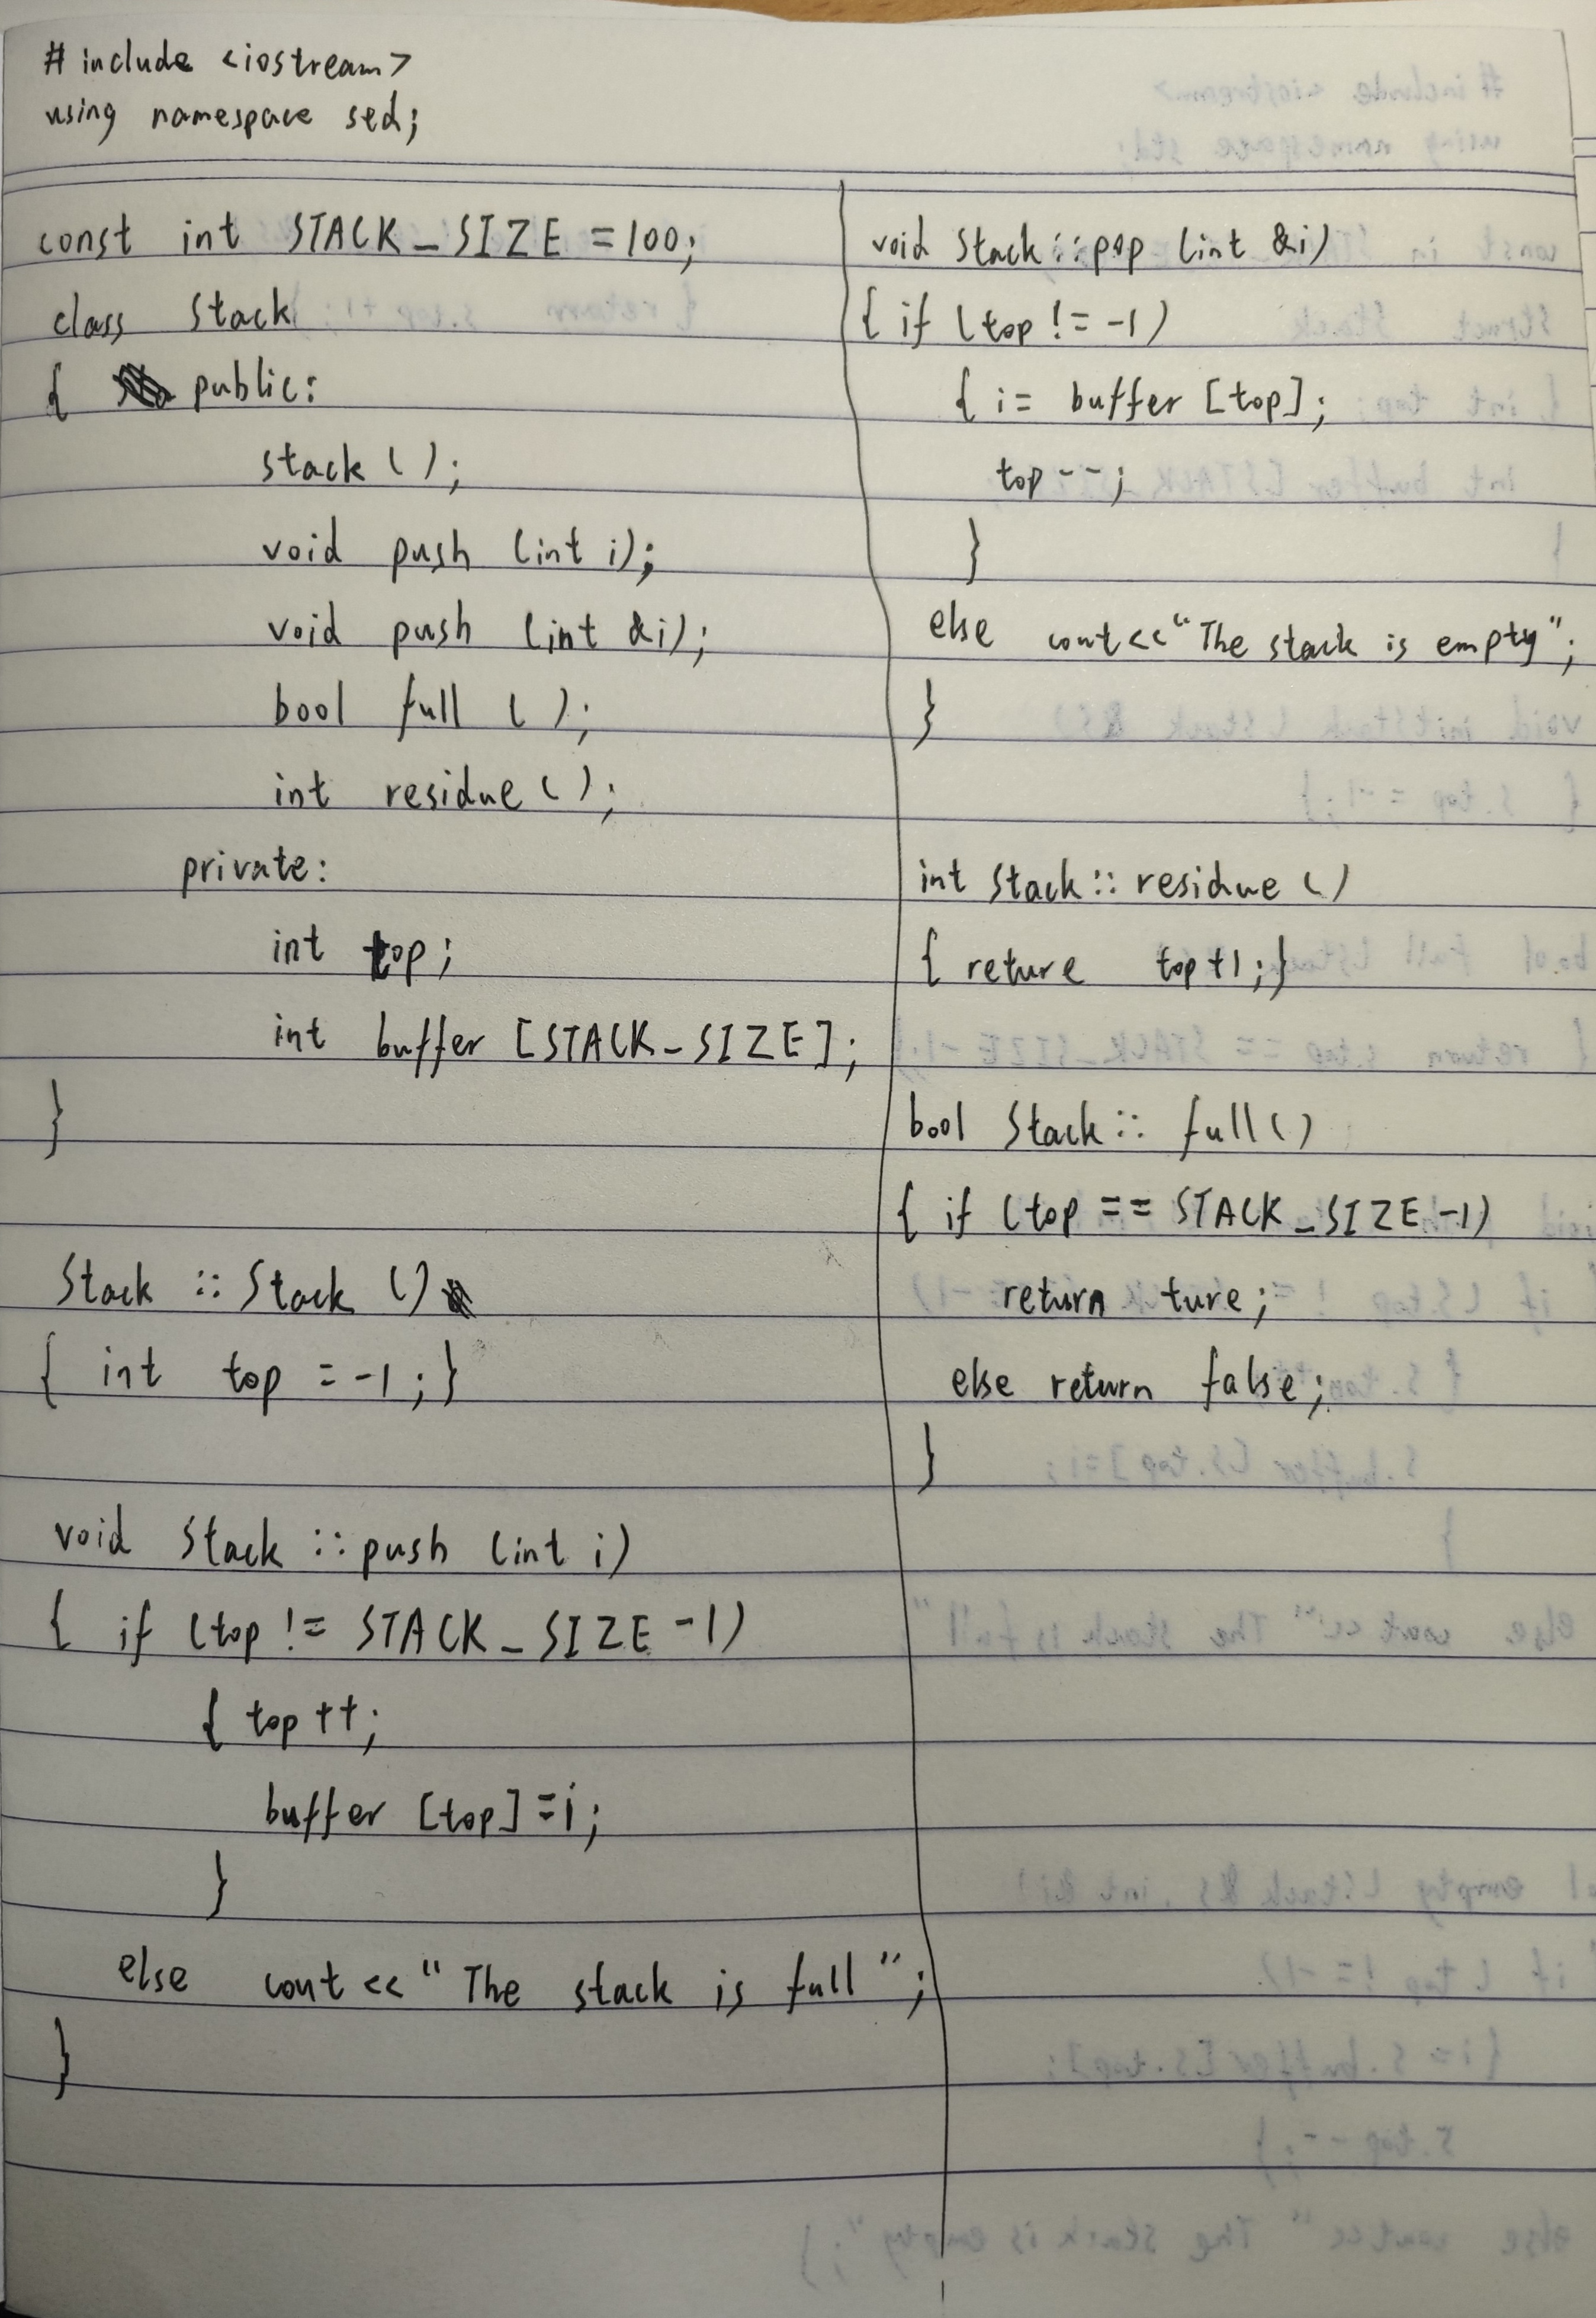 # include <iostream>
using namespace std;
const int STACK_SIZE = 100;
class Stack
{ public:
stack ( );
void push (int i);
void push (int &i);
bool full ( );
int residue ( );
private:
int top;
int buffer [STACK_SIZE];
}
Stack :: Stack ()
{ int top = -1; }
void Stack :: push (int i)
{ if (top != STACK_SIZE -1)
{ top ++;
buffer [top] = i;
}
else cout << " The stack is full ";
}
void Stack :: pop (int &i)
{ if (top != -1)
{ i = buffer [top];
top --;
}
else cout << " The stack is empty ";
}
int Stack :: residue ()
{ reture top +1; }
bool Stack :: full ()
{ if (top == STACK_SIZE -1)
return ture;
else return false;
}